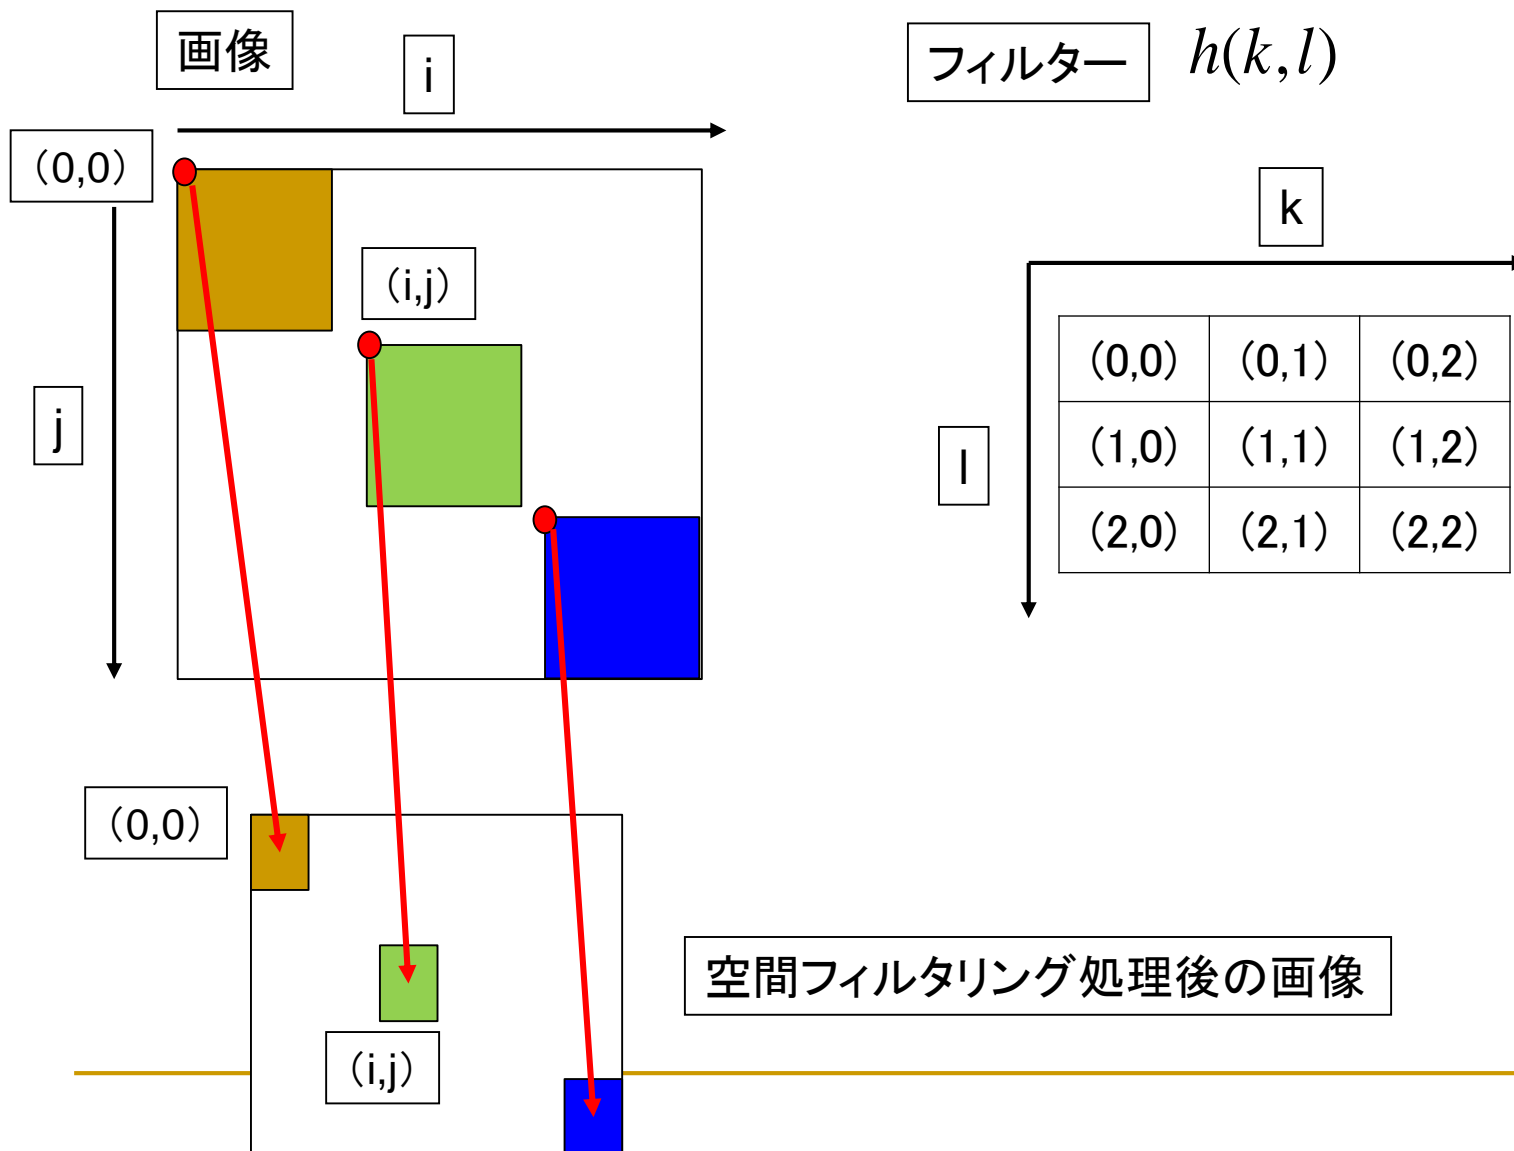 画像
i
フィルター h(k,l)
(0,0)
k
(i,j)
j
l
(0,0) (0,1) (0,2)
(1,0) (1,1) (1,2)
(2,0) (2,1) (2,2)
(0,0)
空間フィルタリング処理後の画像
(i,j)